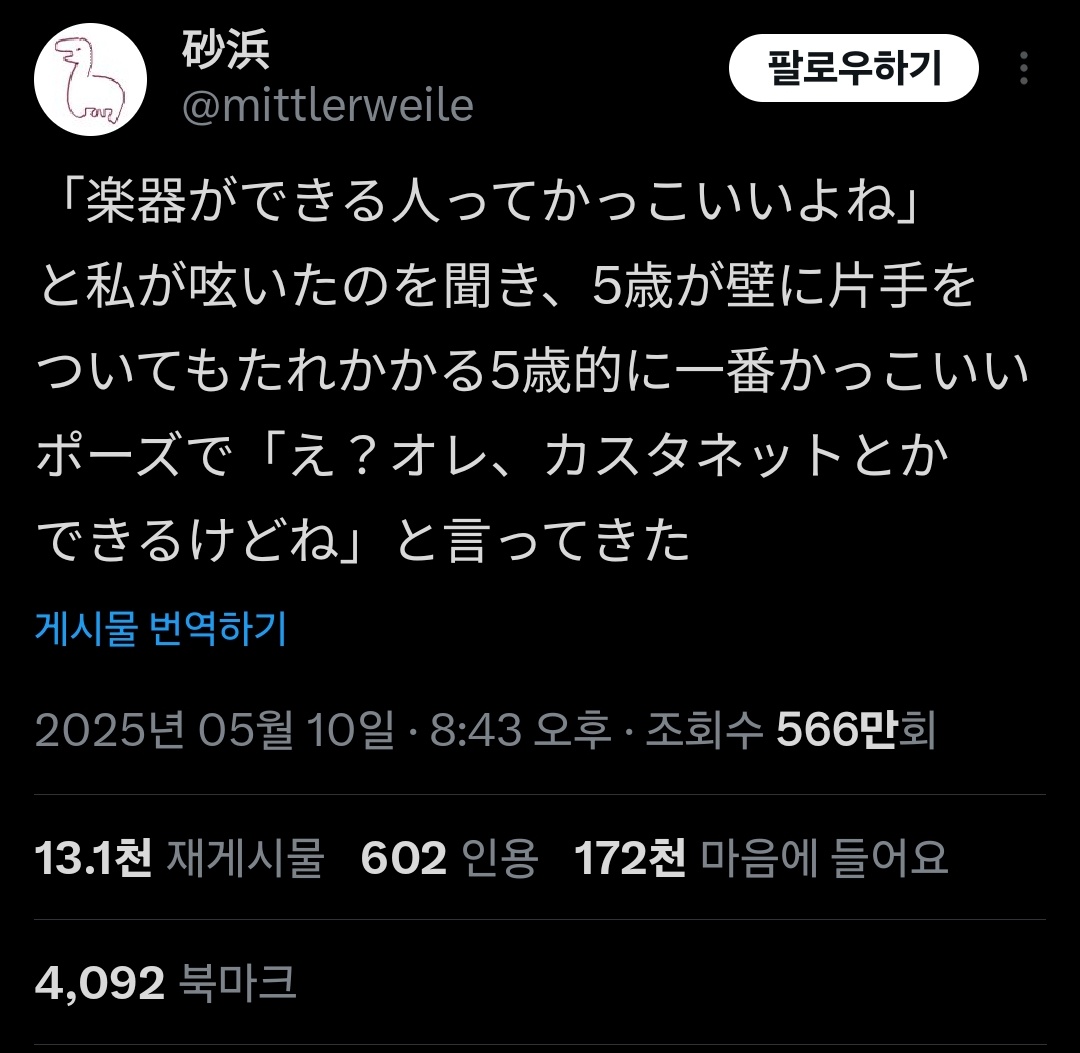 砂浜
@mittlerweile
팔로우하기
「楽器ができる人ってかっこいいよね」
と私が呟いたのを聞き、5歳が壁に片手を
ついてもたれかかる5歳的に一番かっこいい
ポーズで「え？オレ、カスタネットとか
できるけどね」と言ってきた
게시물 번역하기
2025년 05월 10일 · 8:43 오후 · 조회수 566만회
13.1천 재게시물 602 인용 172천 마음에 들어요
4,092 북마크